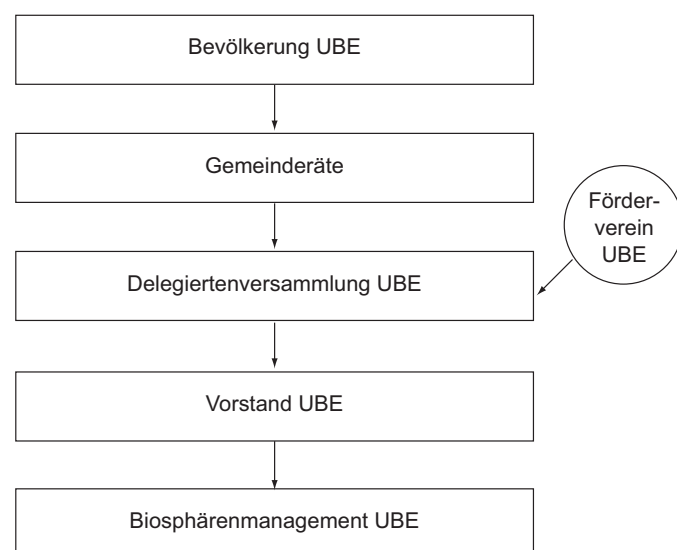 Bevölkerung UBE
Gemeinderäte
Förder-
verein
UBE
Delegiertenversammlung UBE
Vorstand UBE
Biosphärenmanagement UBE